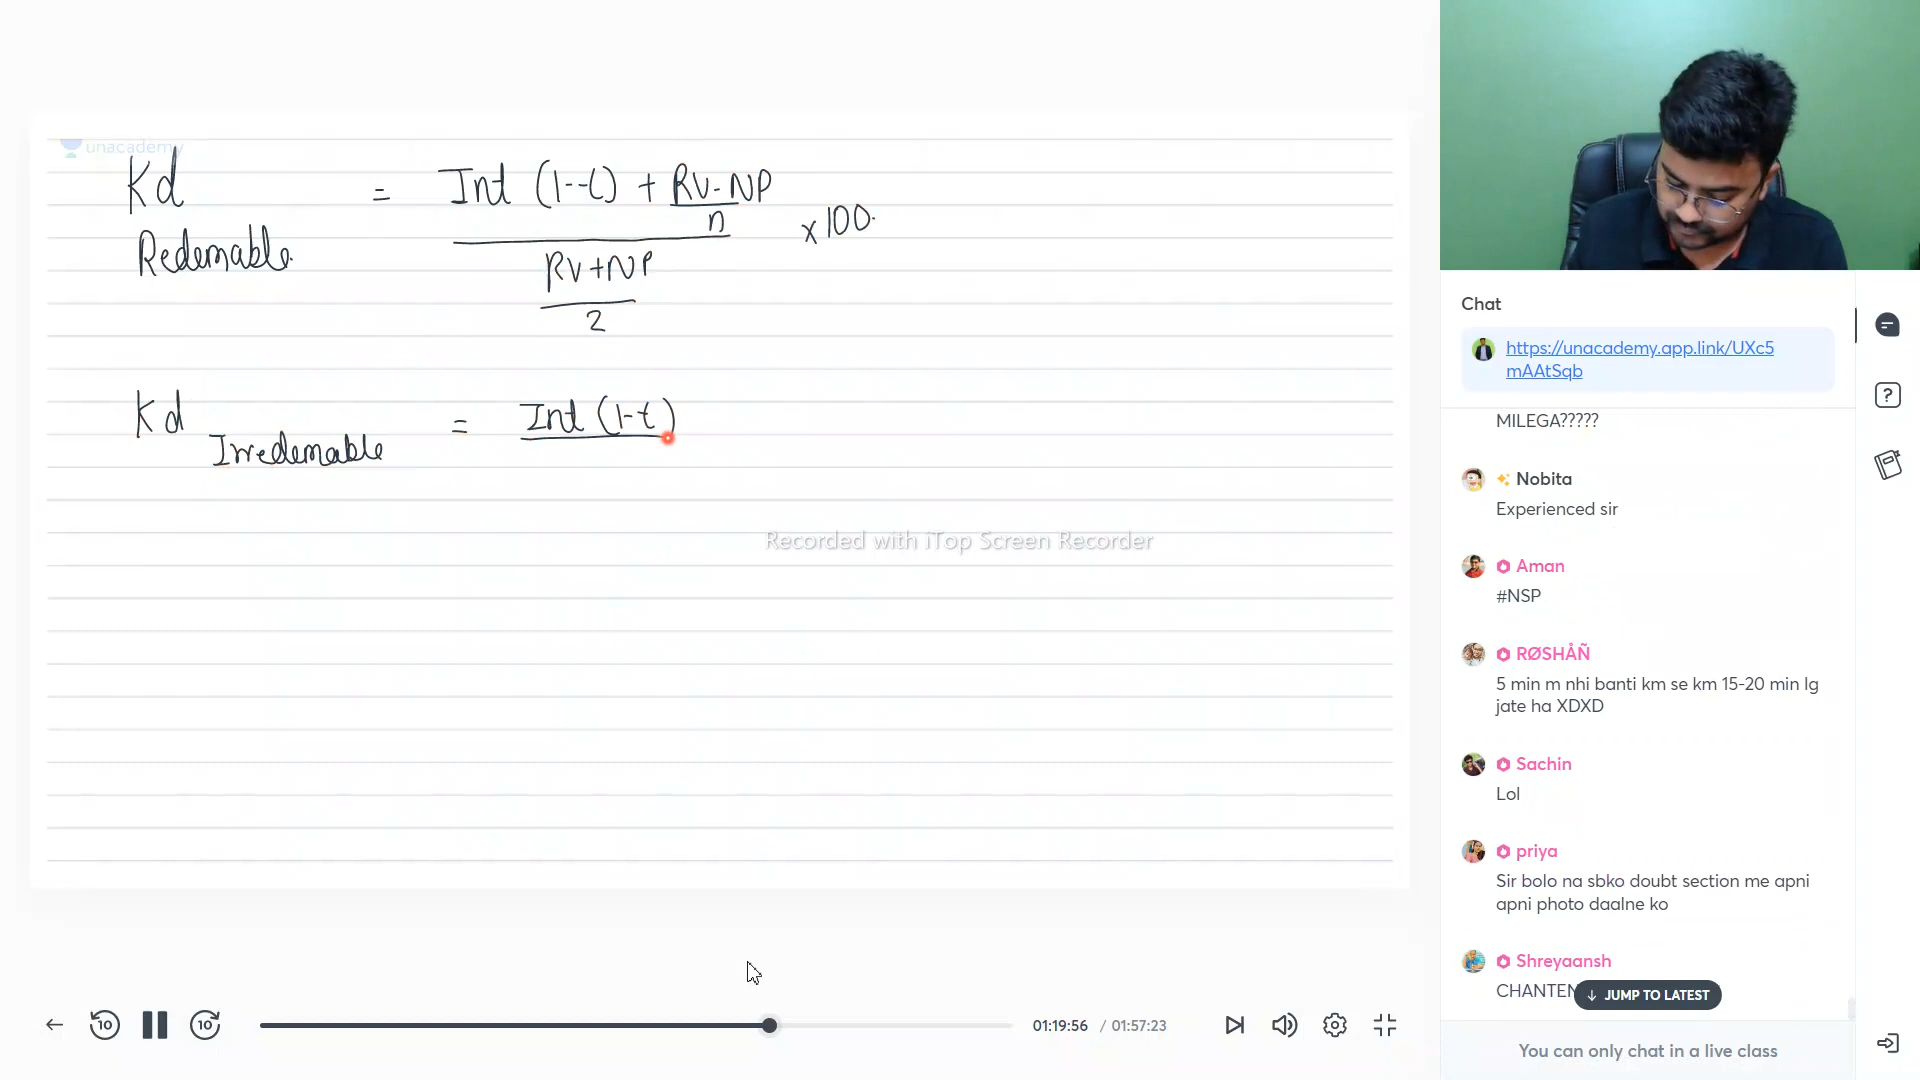 unacademy
Kd = Int (1-t) + RV-NP
n
x100
Redemable.
RV+NP
2
Kd Irredemable = Int (1-t)
Recorded with iTop Screen Recorder
10
10
01:19:56 / 01:57:23
Chat
https://unacademy.app.link/UXc5
mAAtSqb
MILEGA?????
Nobita
Experienced sir
Aman
#NSP
RØSHÅÑ
5 min m nhi banti km se km 15-20 min lg
jate ha XDXD
Sachin
Lol
priya
Sir bolo na sbko doubt section me apni
apni photo daalne ko
Shreyaansh
CHANTEN
JUMP TO LATEST
You can only chat in a live class